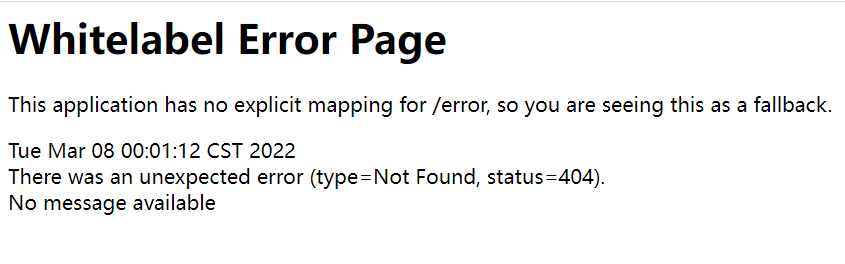 Whitelabel Error Page
This application has no explicit mapping for /error, so you are seeing this as a fallback.
Tue Mar 08 00:01:12 CST 2022
There was an unexpected error (type=Not Found, status=404).
No message available